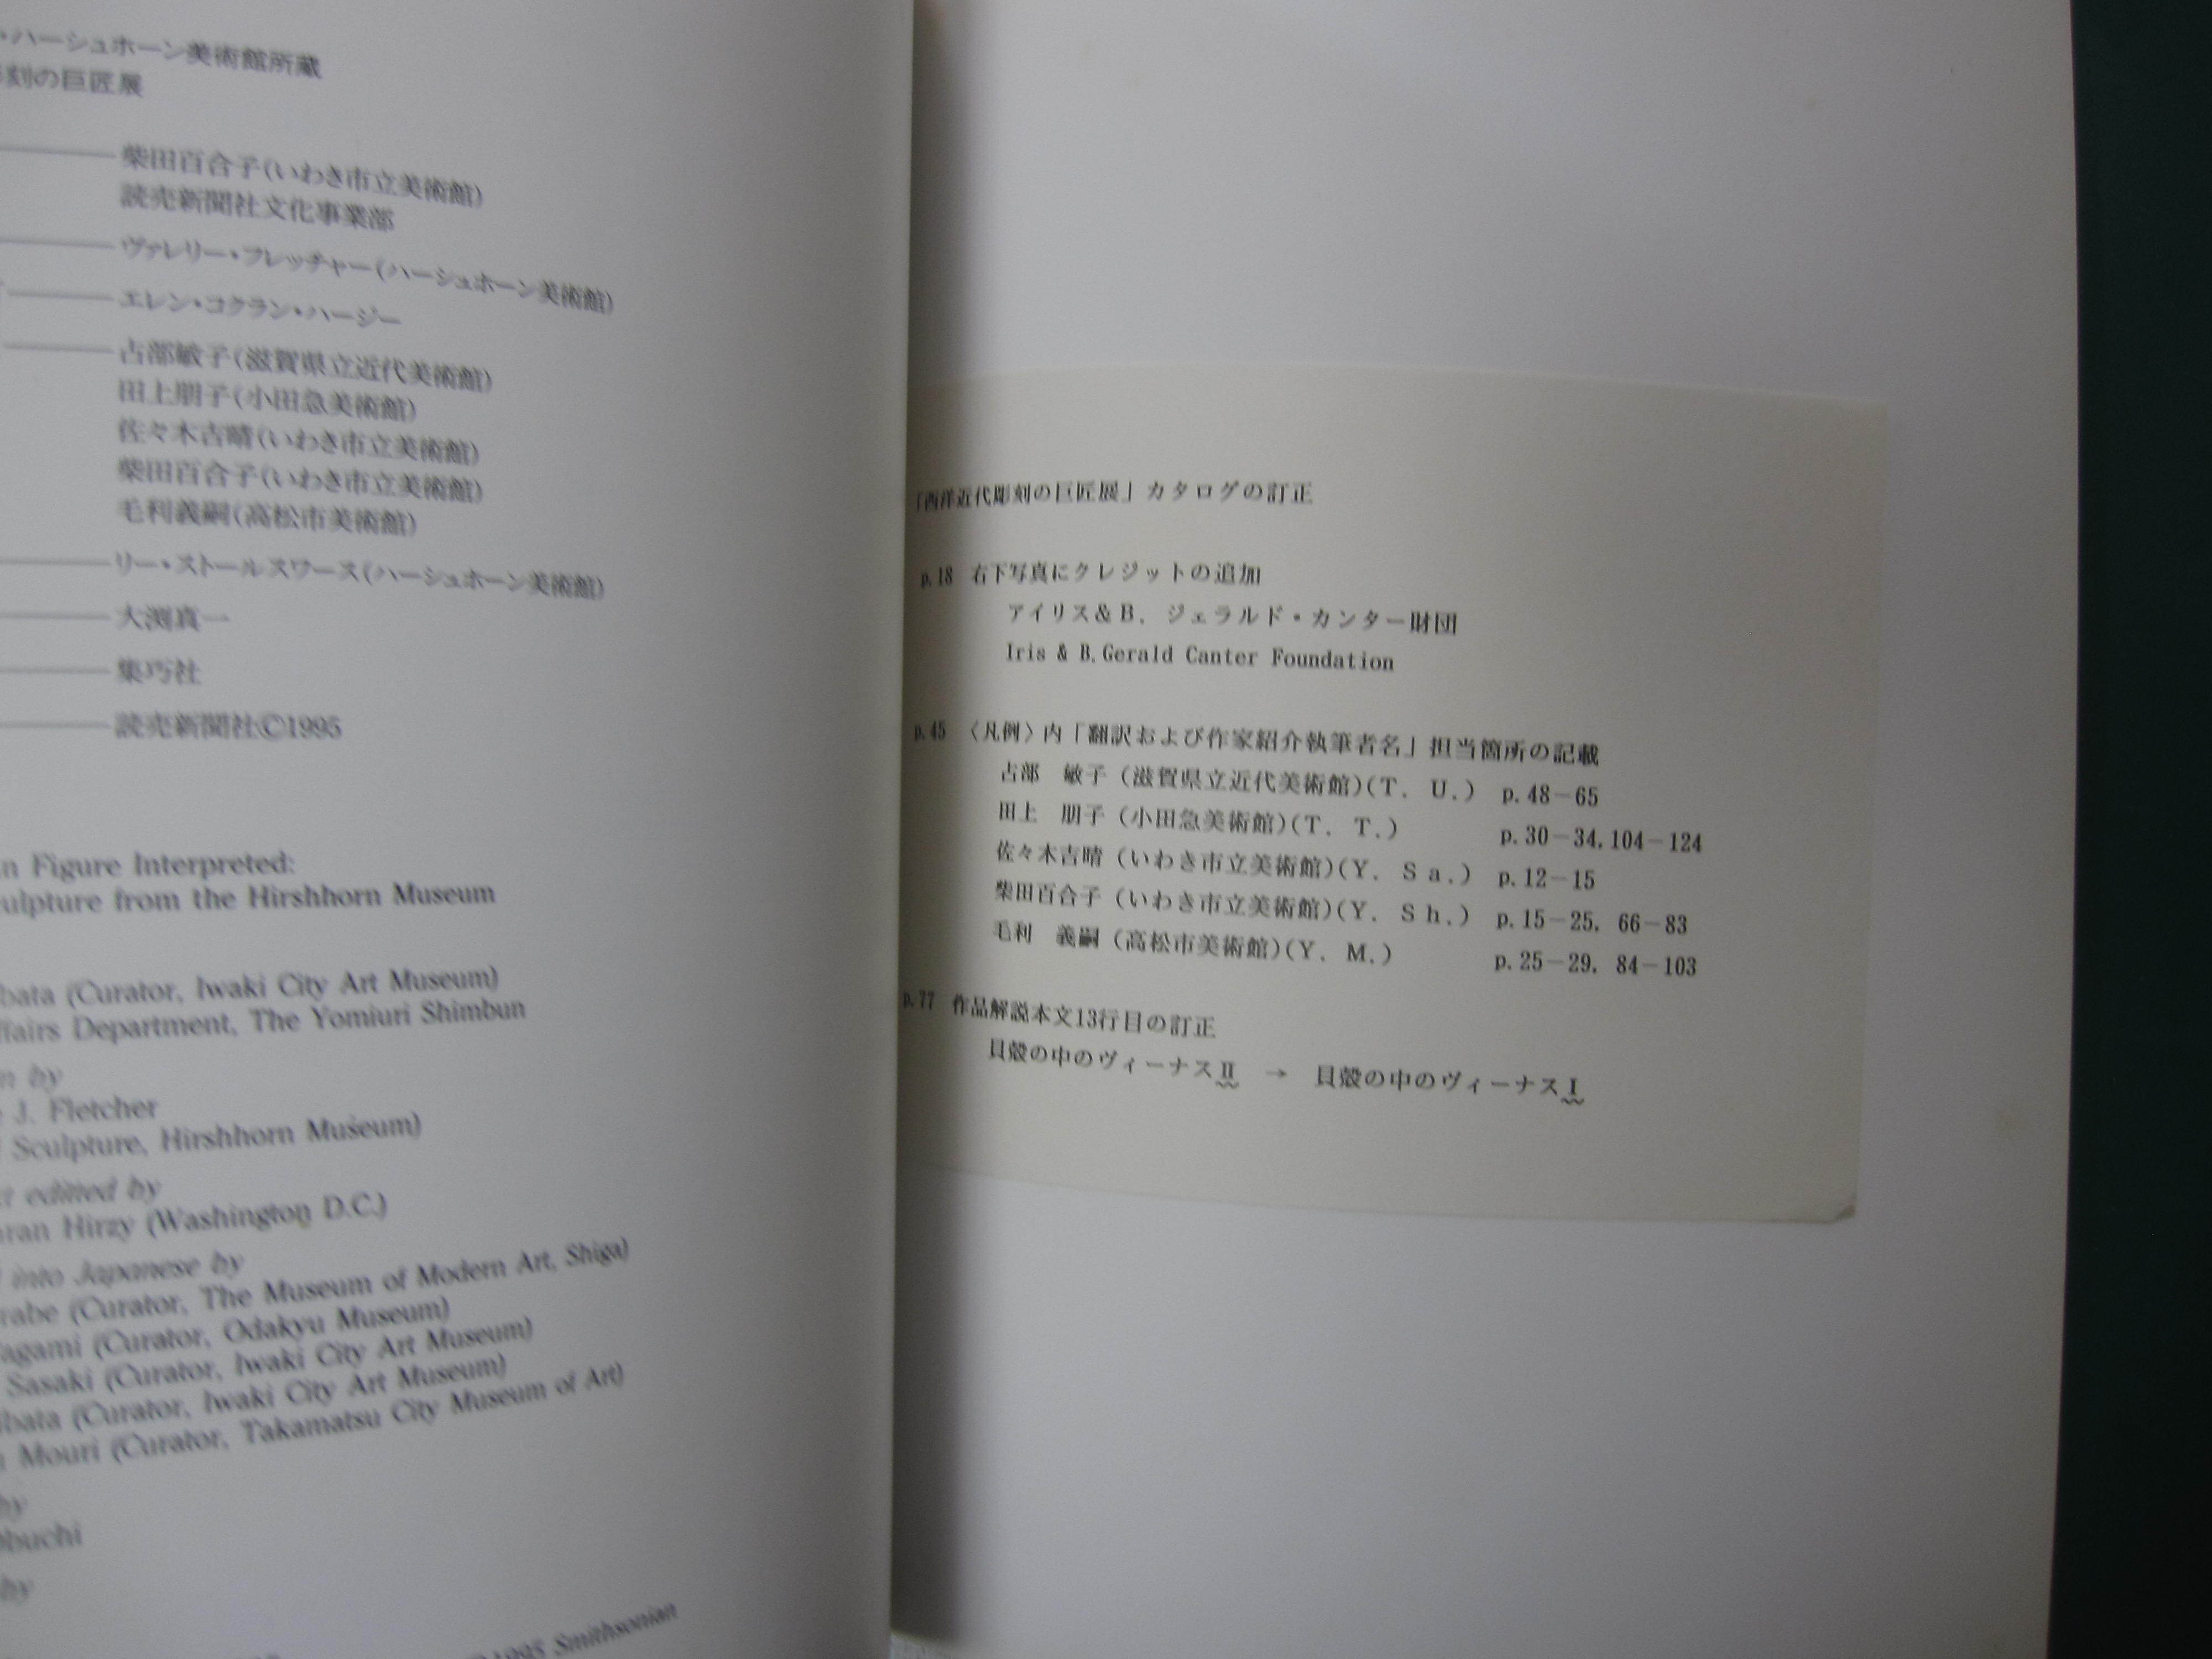 ・ハーシュホーン美術館所蔵
刻の巨匠展
柴田百合子(いわき市立美術館)
読売新聞社文化事業部
ヴァレリー・フレッチャー(ハーシュホーン美術館)
エレン・コクラン・ハージー
占部敏子(滋賀県立近代美術館)
田上朋子(小田急美術館)
佐々木吉晴(いわき市立美術館)
柴田百合子(いわき市立美術館)
毛利義嗣(高松市美術館)
リー・ストールスワース(ハーシュホーン美術館)
大渕真一
集巧社
読売新聞社©1995
n Figure Interpreted:
ulpture from the Hirshhorn Museum
bata (Curator, Iwaki City Art Museum)
ffairs Department, The Yomiuri Shimbun
n by
J. Fletcher
Sculpture, Hirshhorn Museum)
editted by
ran Hirzy (Washington D.C.)
into Japanese by
rabe (Curator, The Museum of Modern Art, Shiga)
agami (Curator, Odakyu Museum)
Sasaki (Curator, Iwaki City Art Museum)
ibata (Curator, Iwaki City Art Museum)
Mouri (Curator, Takamatsu City Museum of Art)
by
buchi
by
1995 Smithsonian
「西洋近代彫刻の巨匠展」カタログの訂正
p.18 右下写真にクレジットの追加
アイリス&B．ジェラルド・カンター財団
Iris & B.Gerald Canter Foundation
p.45 〈凡例〉内「翻訳および作家紹介執筆者名」担当箇所の記載
占部　敏子（滋賀県立近代美術館）（T．U．） p.48－65
田上　朋子（小田急美術館）（T．T．） p.30－34, 104－124
佐々木吉晴（いわき市立美術館）（Y．Sa．） p.12－15
柴田百合子（いわき市立美術館）（Y．Sh．） p.15－25, 66－83
毛利　義嗣（高松市美術館）（Y．M．） p.25－29, 84－103
p.77 作品解説本文13行目の訂正
貝殻の中のヴィーナスⅡ → 貝殻の中のヴィーナスⅠ